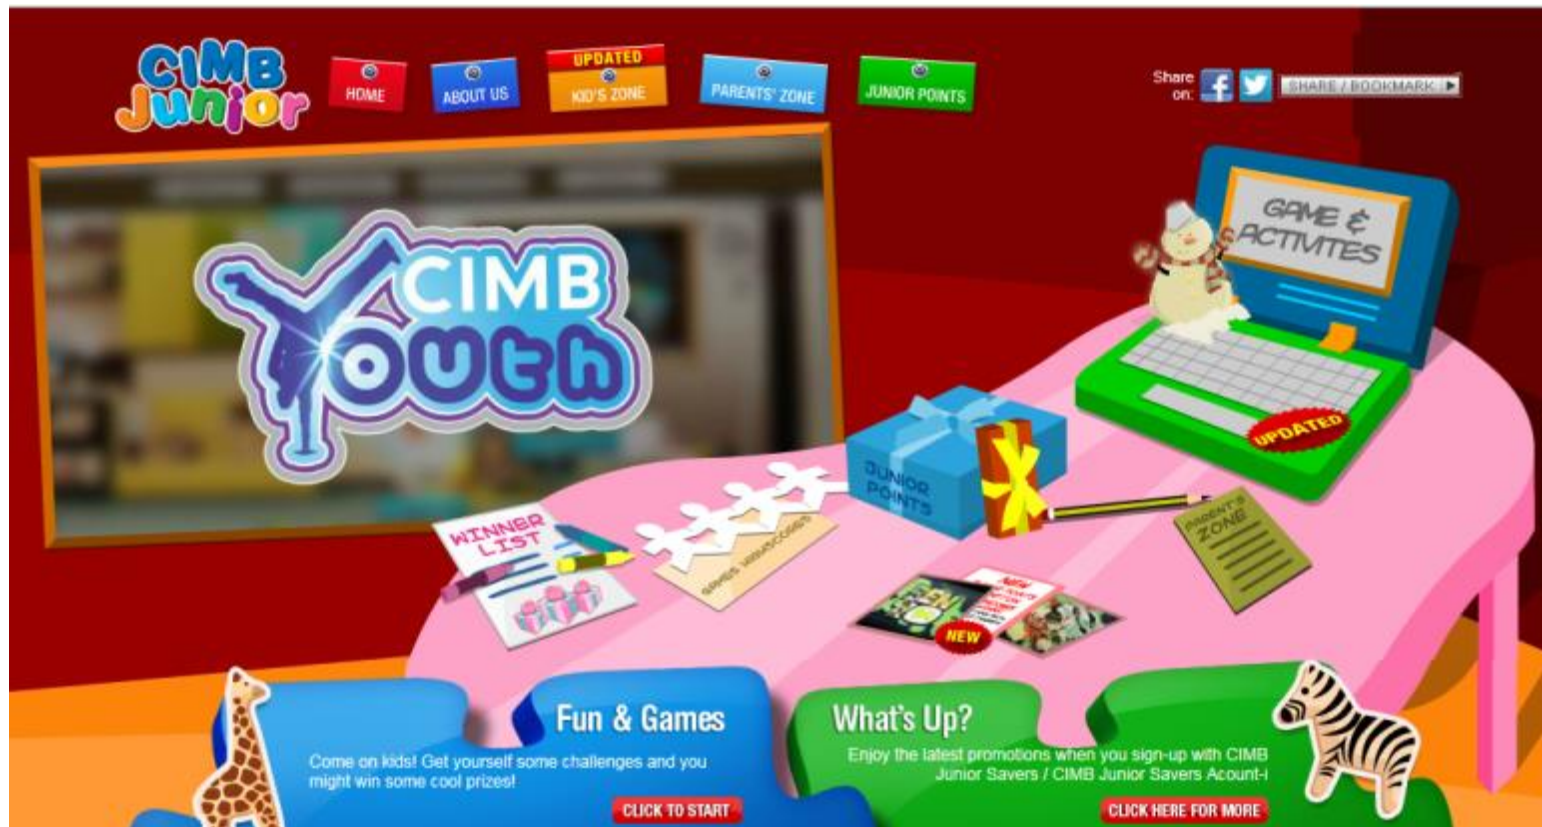 CIMB
Junior
HOME
ABOUT US
UPDATED
KID'S ZONE
PARENTS' ZONE
JUNIOR POINTS
Share
on:
SHARE / BOOKMARK
CIMB
Youth
GAME &
ACTIVITES
UPDATED
JUNIOR
POINTS
WINNER
LIST
GAMES HIGHSCORES
PARENT'S
ZONE
NEW
NEW
Fun & Games
Come on kids! Get yourself some challenges and you
might win some cool prizes!
CLICK TO START
What's Up?
Enjoy the latest promotions when you sign-up with CIMB
Junior Savers / CIMB Junior Savers Acount-i
CLICK HERE FOR MORE